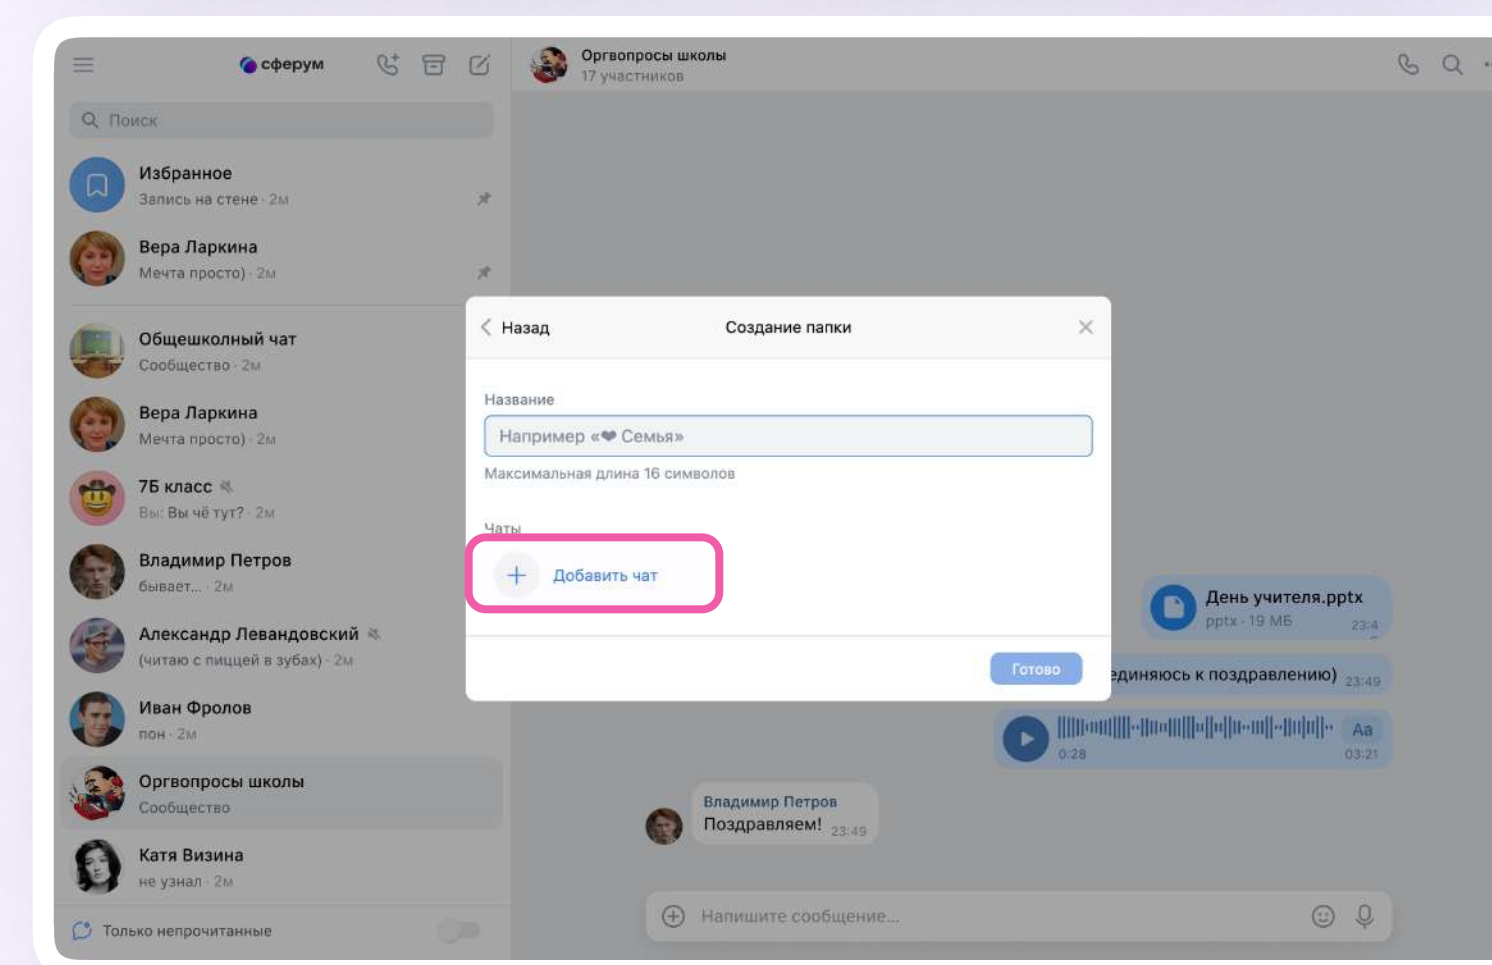 сферум
Поиск
Избранное
Запись на стене · 2м
Вера Ларкина
Мечта просто) · 2м
Общешкольный чат
Сообщество · 2м
Вера Ларкина
Мечта просто) · 2м
7Б класс
Вы: Вы чё тут? · 2м
Владимир Петров
бывает... · 2м
Александр Левандовский
(читаю с пиццей в зубах) · 2м
Иван Фролов
пон · 2м
Оргвопросы школы
Сообщество
Катя Визина
не узнал · 2м
Только непрочитанные
Оргвопросы школы
17 участников
Назад
Создание папки
Название
Например «❤ Семья»
Максимальная длина 16 символов
Чаты
Добавить чат
Готово
День учителя.pptx
pptx · 19 МБ
23:4
единяюсь к поздравлению) 23:49
0:28
Aa
03:21
Владимир Петров
Поздравляем! 23:49
Напишите сообщение...